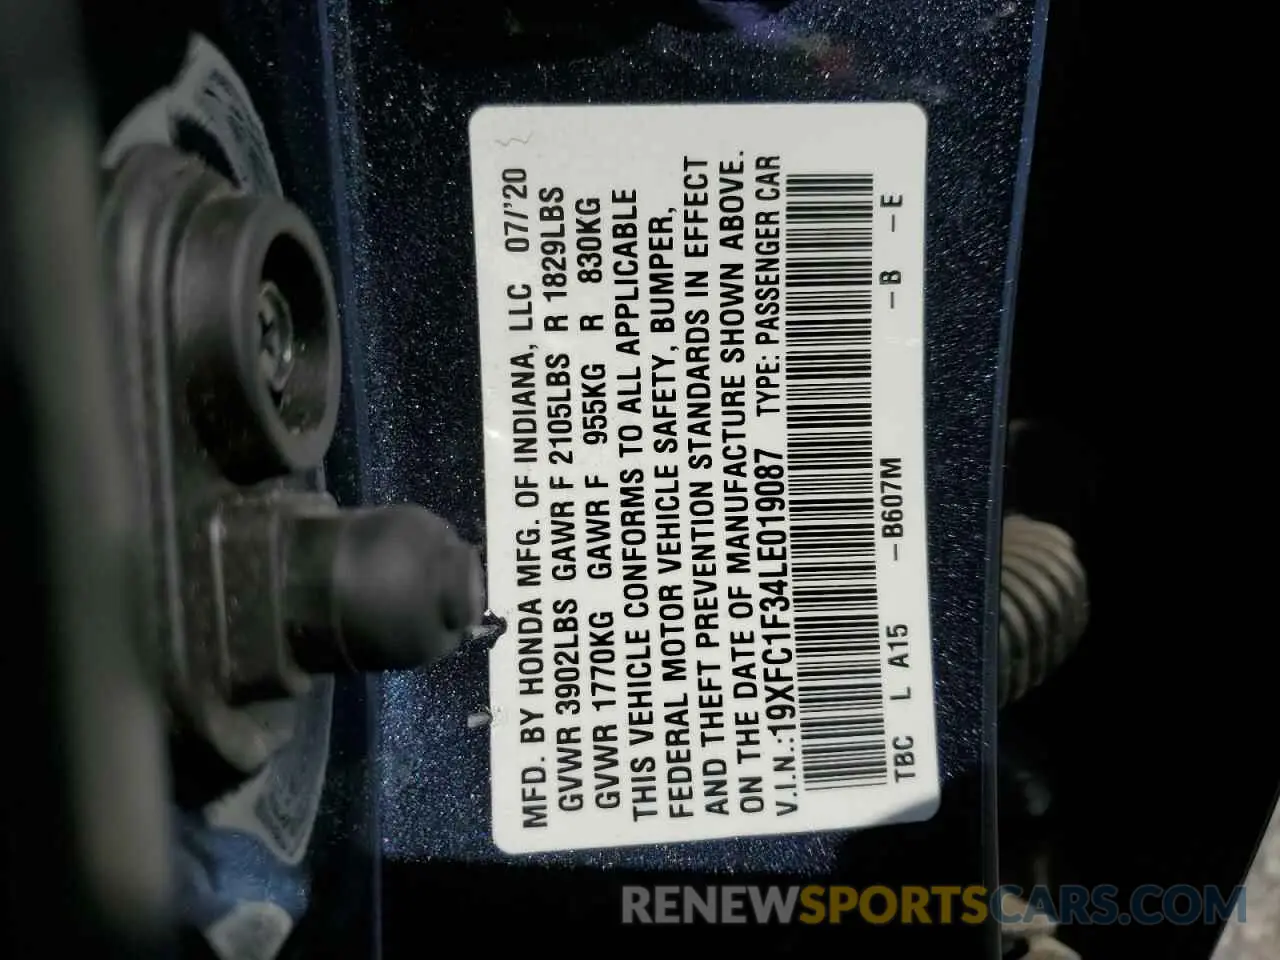 MFD. BY HONDA MFG. OF INDIANA, LLC 07/'20
GVWR 3902LBS GAWR F 2105LBS R 1829LBS
GVWR 1770KG GAWR F 955KG R 830KG
THIS VEHICLE CONFORMS TO ALL APPLICABLE
FEDERAL MOTOR VEHICLE SAFETY, BUMPER,
AND THEFT PREVENTION STANDARDS IN EFFECT
ON THE DATE OF MANUFACTURE SHOWN ABOVE.
V.I.N.:19XFC1F34LE019087 TYPE: PASSENGER CAR
TBC L A15 -B607M -B -E
RENEWSPORTSCARS.COM